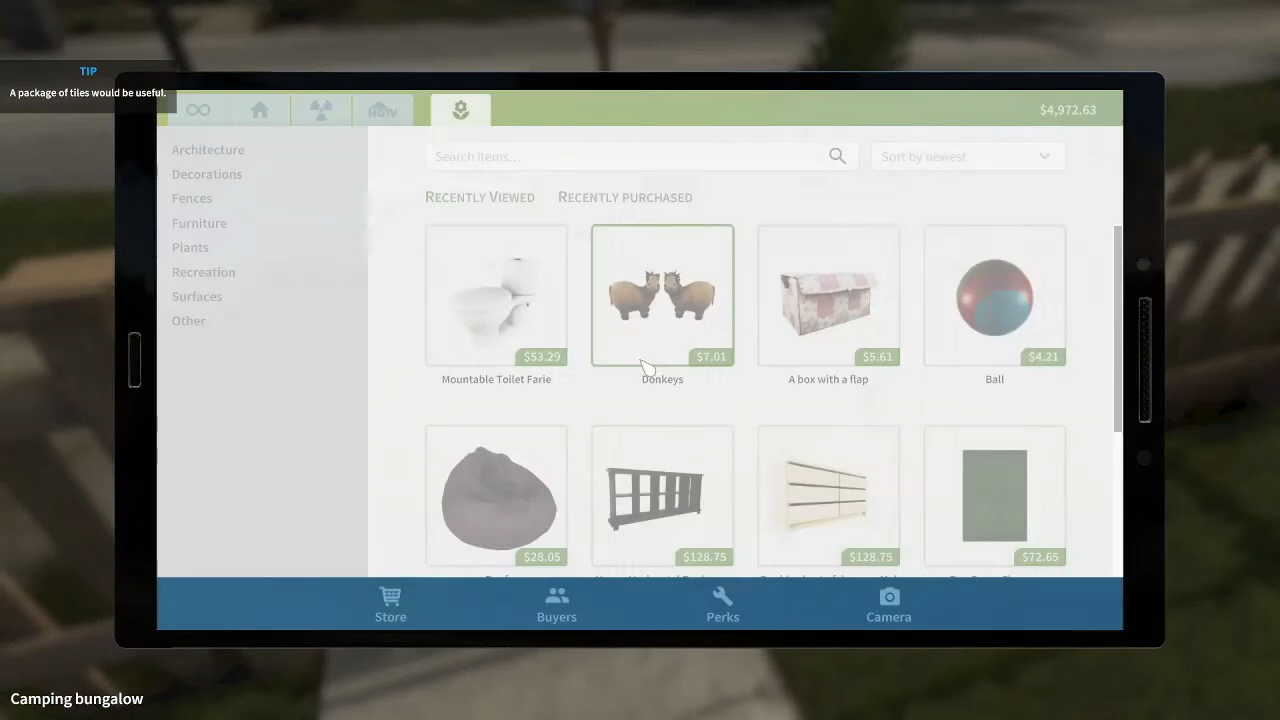 TIP
A package of tiles would be useful.
HGTV
$4,972.63
Architecture
Decorations
Fences
Furniture
Plants
Recreation
Surfaces
Other
Search items...
Sort by newest
RECENTLY VIEWED
RECENTLY PURCHASED
$53.29
$7.01
$5.61
$4.21
Mountable Toilet Farie
Donkeys
A box with a flap
Ball
$28.05
$128.75
$128.75
$72.65
Store
Buyers
Perks
Camera
Camping bungalow